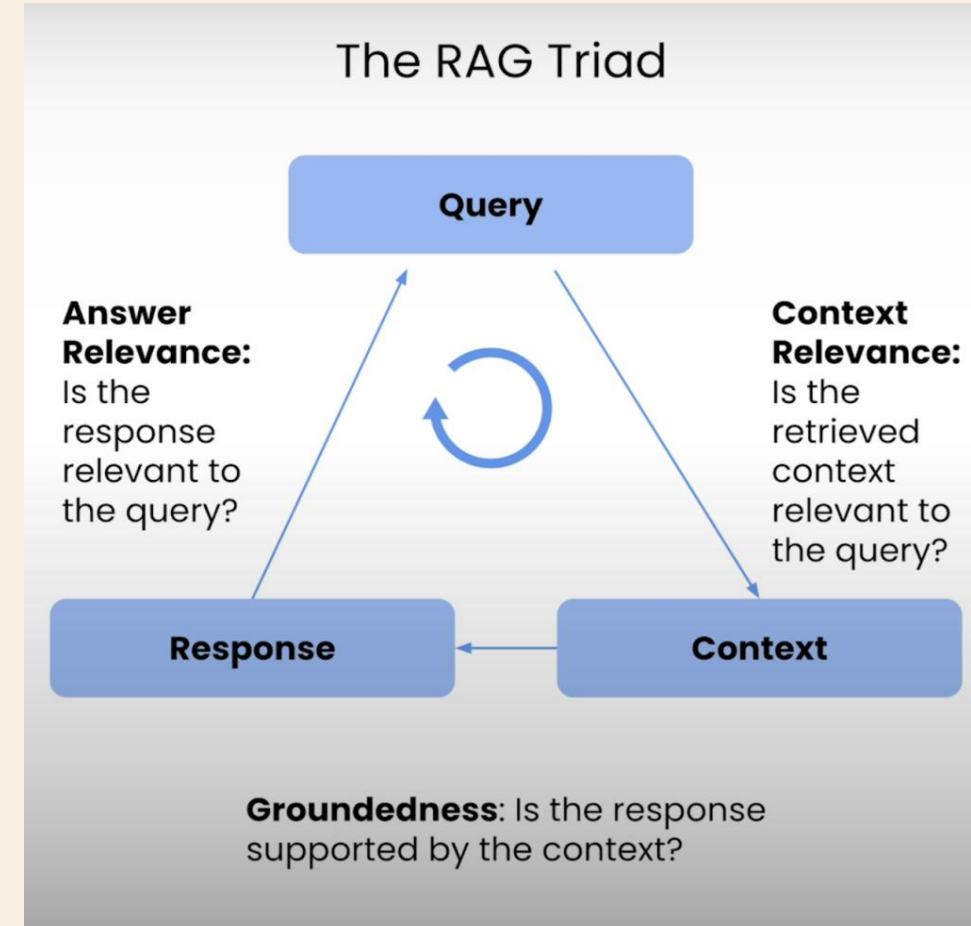 The RAG Triad
Query
Answer
Relevance:
Is the
response
relevant to
the query?
Context
Relevance:
Is the
retrieved
context
relevant to
the query?
Response
Context
Groundedness: Is the response
supported by the context?